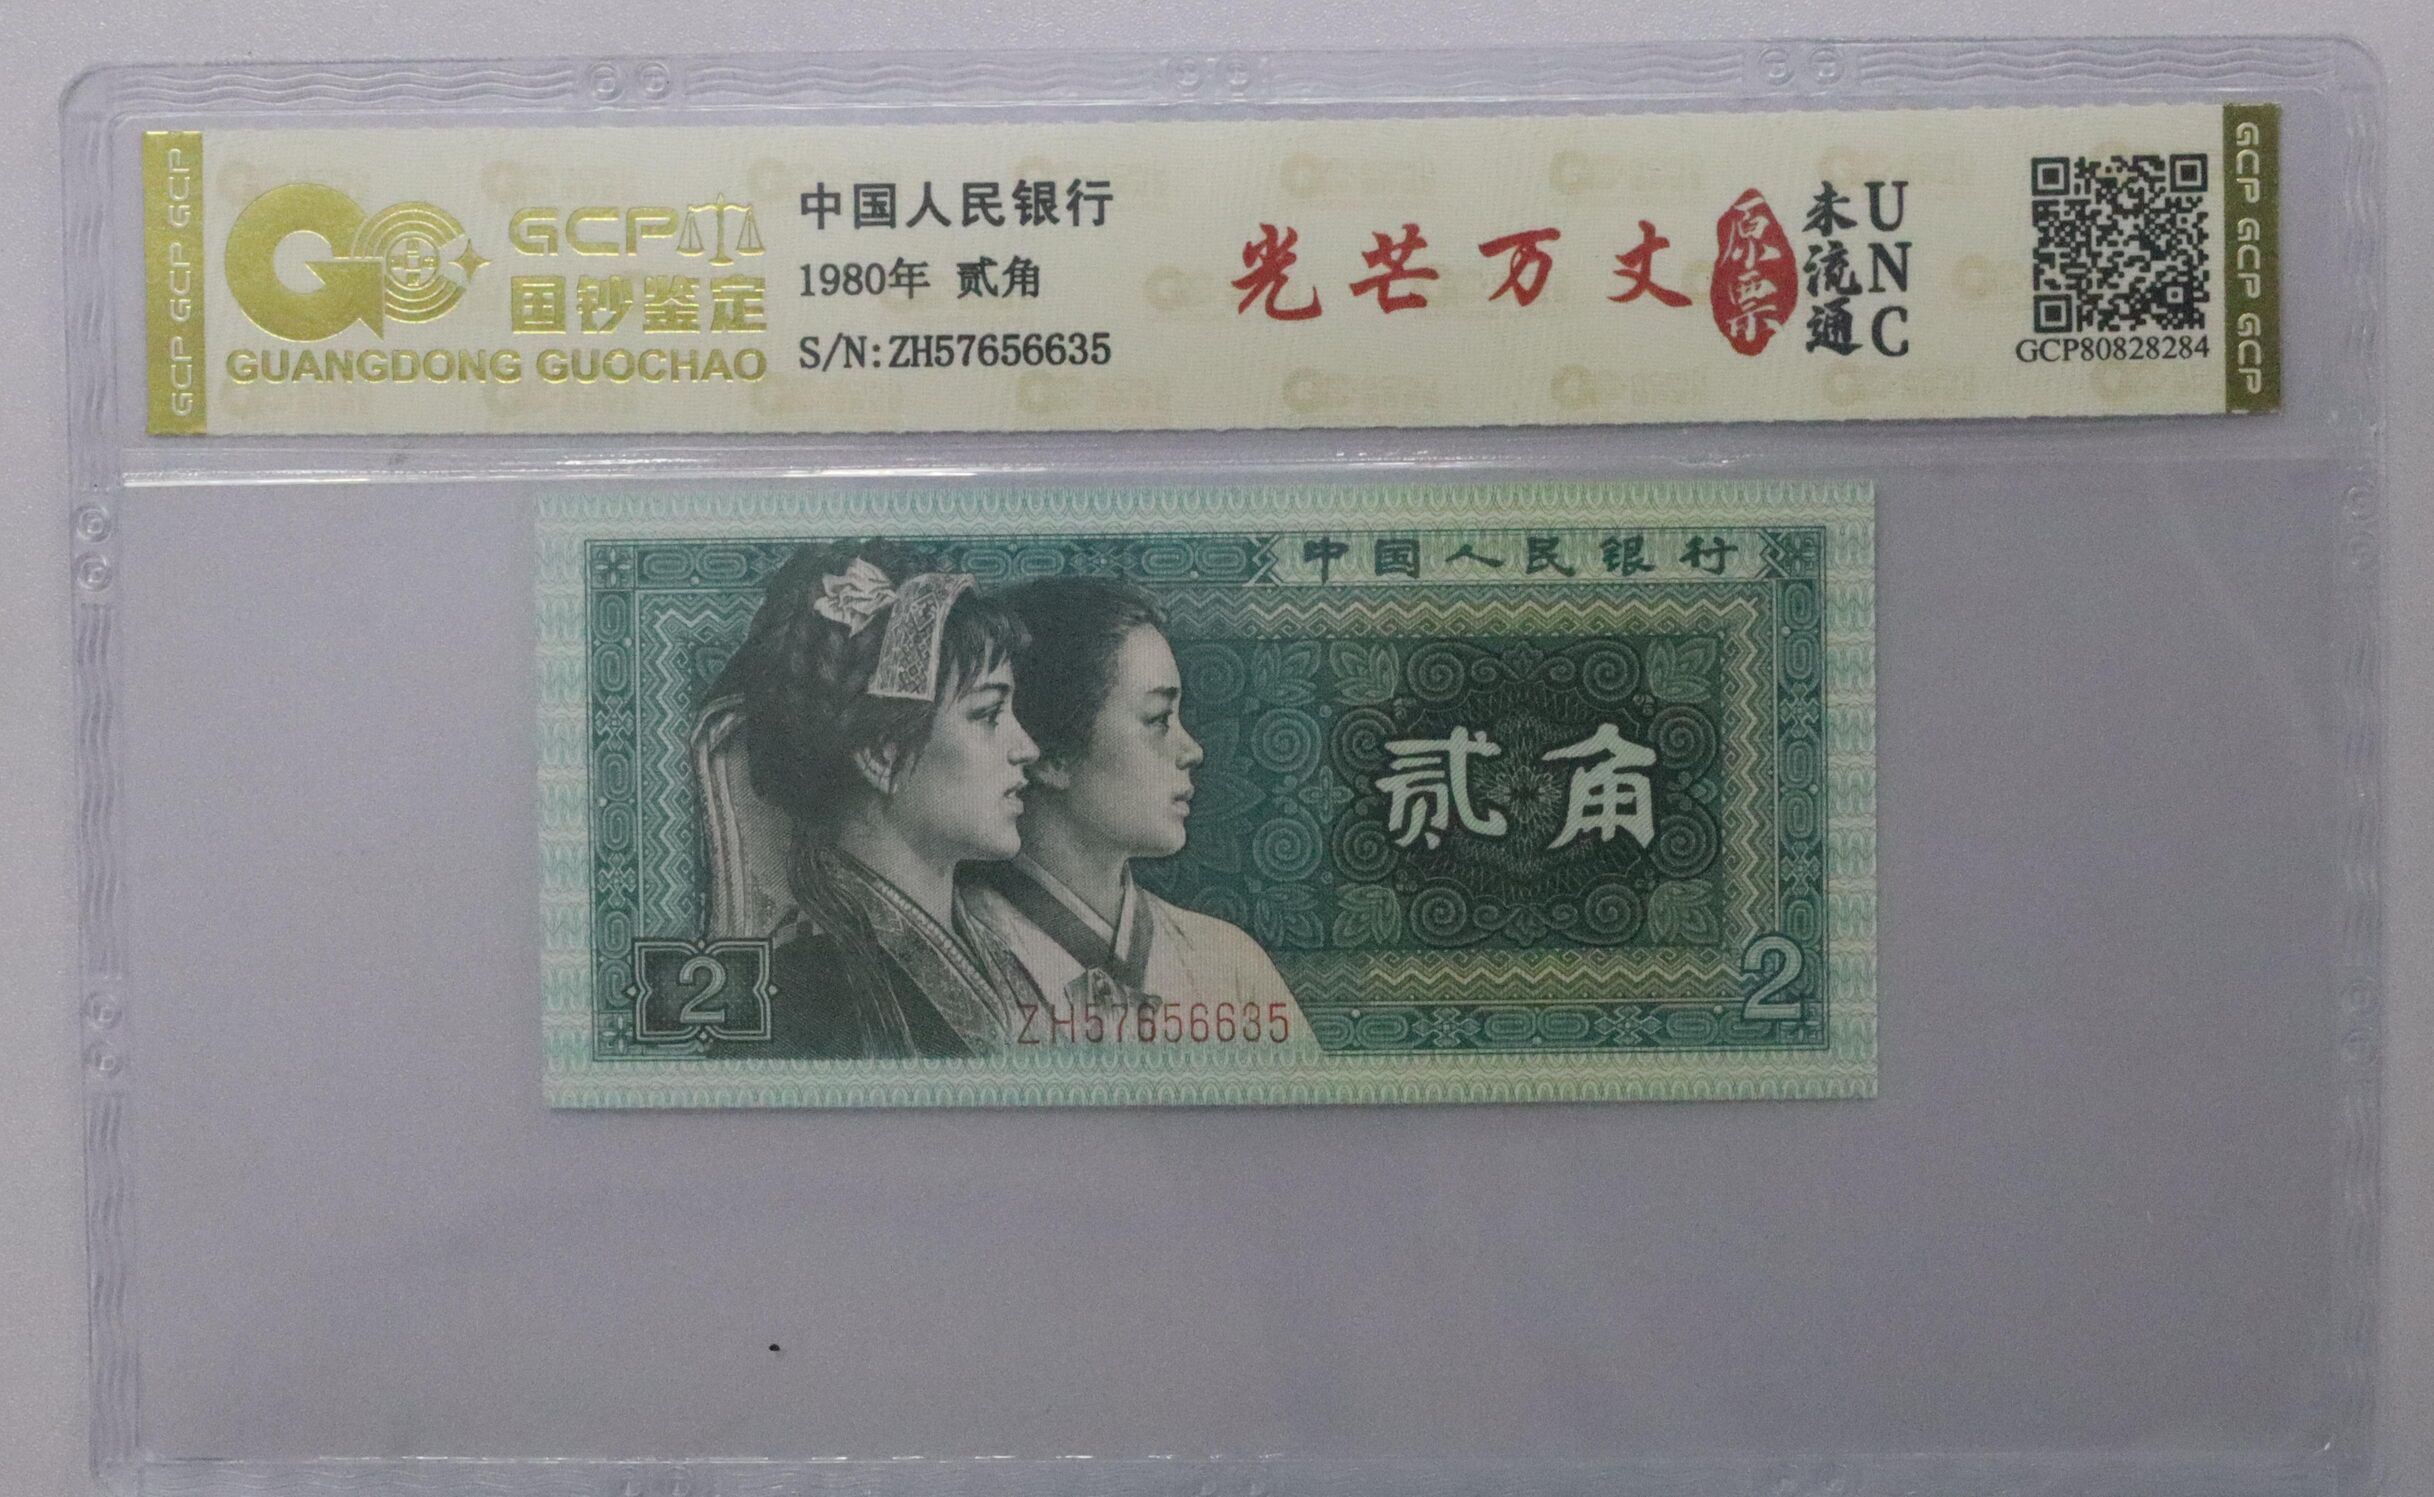 GCP GCP GCP
GCP
国钞鉴定
GUANGDONG GUOCHAO
中国人民银行
1980年 贰角
S/N:ZH57656635
光芒万丈
原票
未流通
UNC
GCP80828284
GCP GCP GCP
中国人民银行
贰角
2
2
ZH57656635